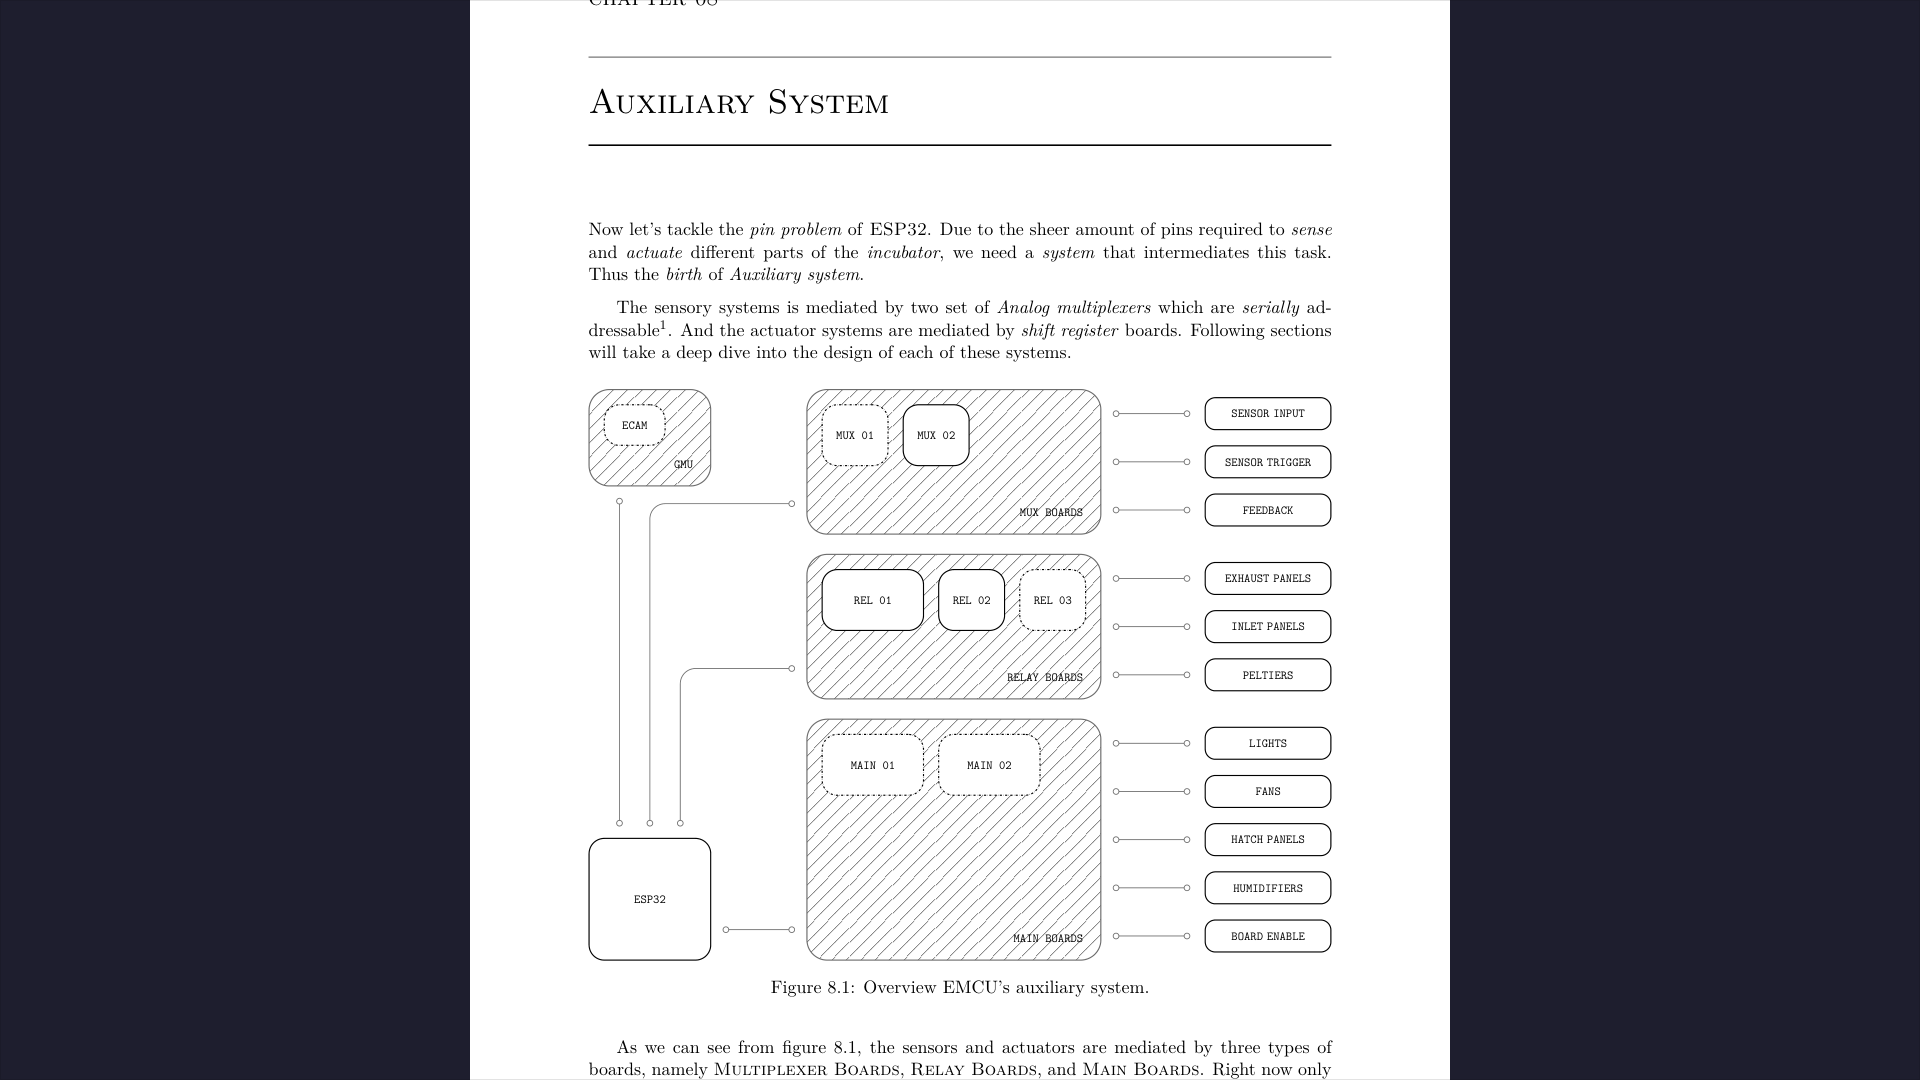 CHAPTER 08
AUXILIARY SYSTEM
Now let's tackle the pin problem of ESP32. Due to the sheer amount of pins required to sense
and actuate different parts of the incubator, we need a system that intermediates this task.
Thus the birth of Auxiliary system.
The sensory systems is mediated by two set of Analog multiplexers which are serially ad-
dressable1. And the actuator systems are mediated by shift register boards. Following sections
will take a deep dive into the design of each of these systems.
ECAM
GMU
MUX 01
MUX 02
MUX BOARDS
SENSOR INPUT
SENSOR TRIGGER
FEEDBACK
REL 01
REL 02
REL 03
RELAY BOARDS
EXHAUST PANELS
INLET PANELS
PELTIERS
MAIN 01
MAIN 02
MAIN BOARDS
LIGHTS
FANS
HATCH PANELS
HUMIDIFIERS
BOARD ENABLE
ESP32
Figure 8.1: Overview EMCU's auxiliary system.
As we can see from figure 8.1, the sensors and actuators are mediated by three types of
boards, namely MULTIPLEXER BOARDS, RELAY BOARDS, and MAIN BOARDS. Right now only